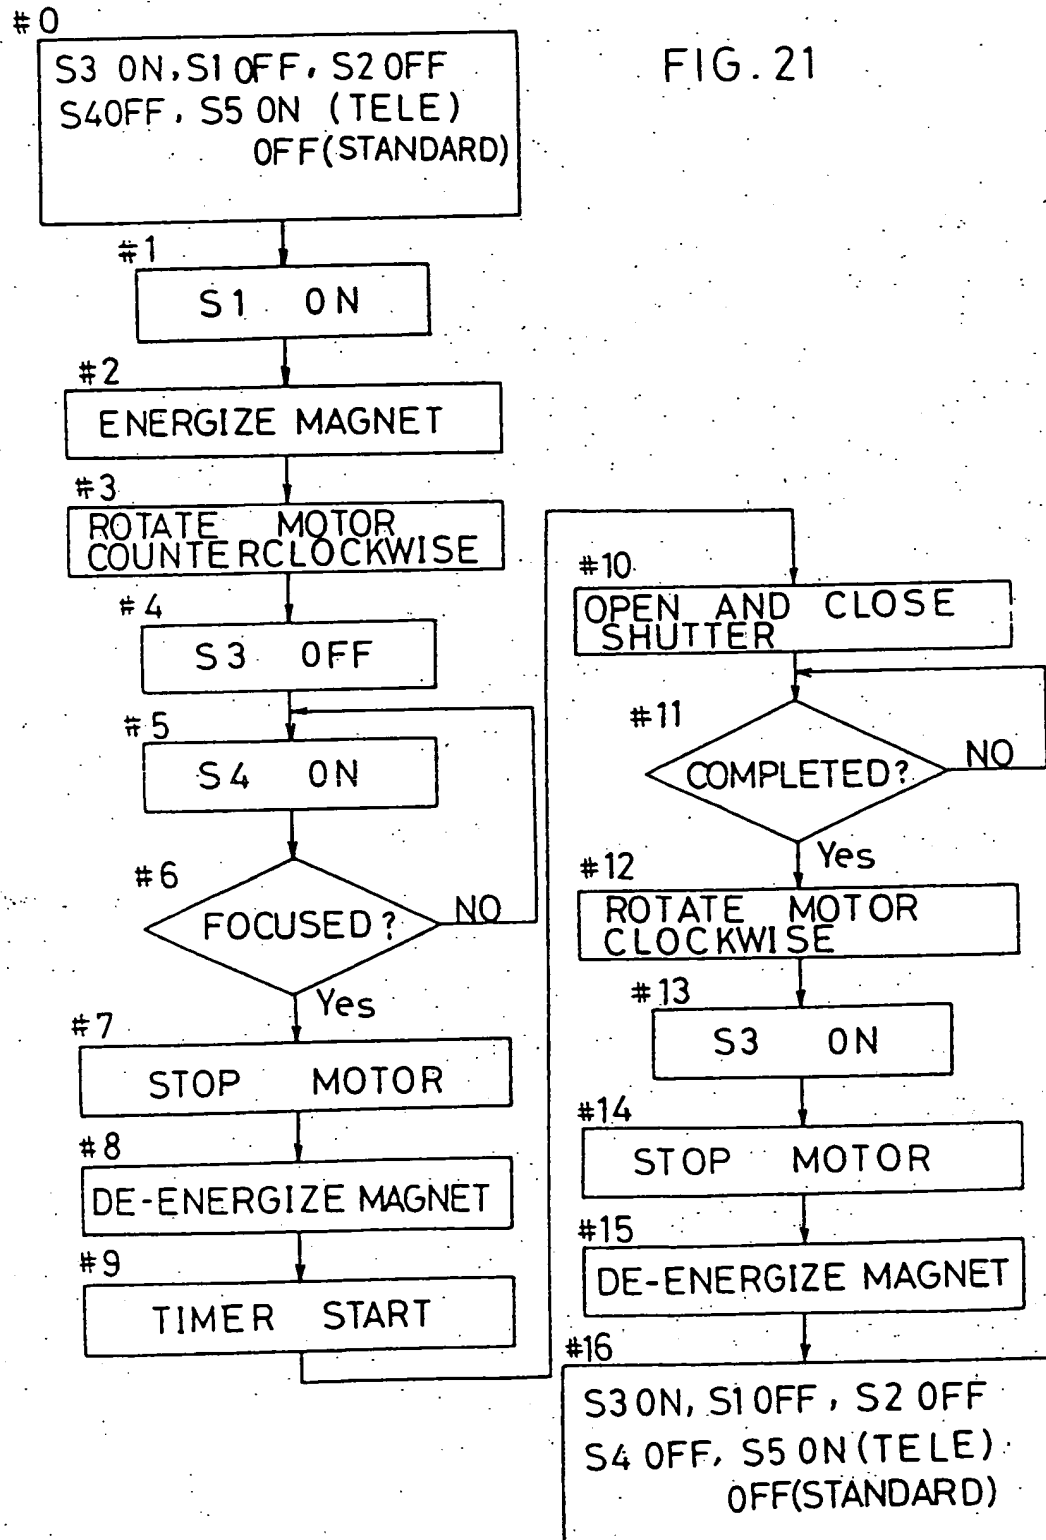 FIG. 21
#0
S3 ON, S1 OFF, S2 OFF
S4 OFF, S5 ON (TELE)
OFF(STANDARD)
#1
S1 ON
#2
ENERGIZE MAGNET
#3
ROTATE MOTOR
COUNTERCLOCKWISE
#4
S3 OFF
#5
S4 ON
#6
FOCUSED?
NO
Yes
#7
STOP MOTOR
#8
DE-ENERGIZE MAGNET
#9
TIMER START
#10
OPEN AND CLOSE
SHUTTER
#11
COMPLETED?
NO
Yes
#12
ROTATE MOTOR
CLOCKWISE
#13
S3 ON
#14
STOP MOTOR
#15
DE-ENERGIZE MAGNET
#16
S3 ON, S1 OFF, S2 OFF
S4 OFF, S5 ON (TELE)
OFF(STANDARD)